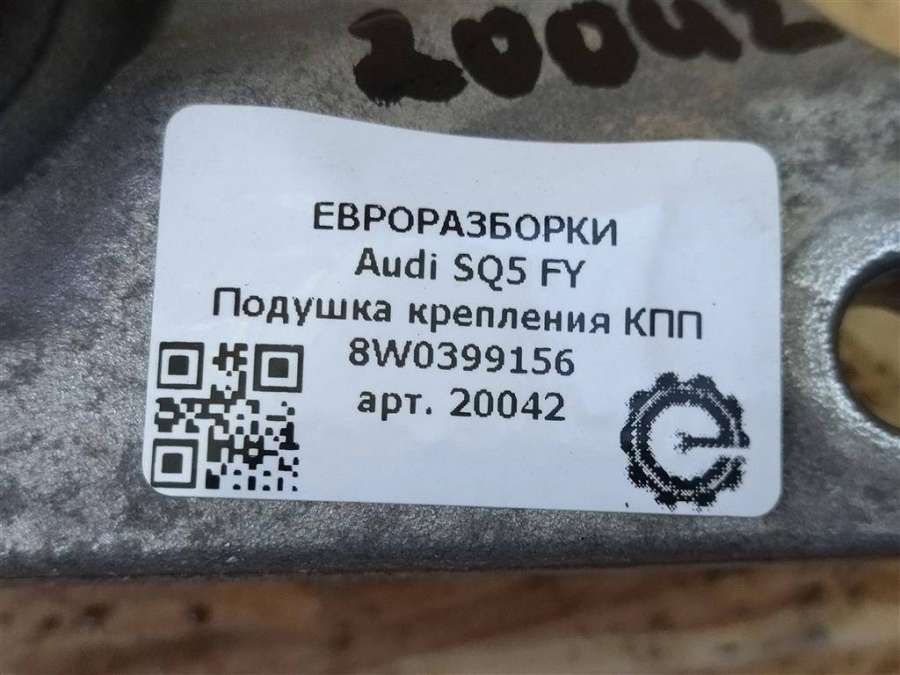 20042
ЕВРОРАЗБОРКИ
Audi SQ5 FY
Подушка крепления КПП
8W0399156
арт. 20042